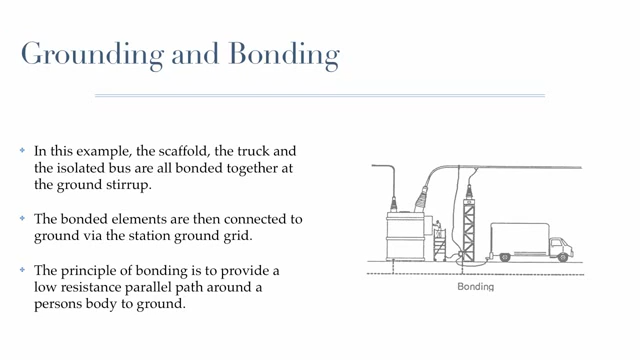 Grounding and Bonding
In this example, the scaffold, the truck and
the isolated bus are all bonded together at
the ground stirrup.
The bonded elements are then connected to
ground via the station ground grid.
The principle of bonding is to provide a
low resistance parallel path around a
persons body to ground.
Bonding